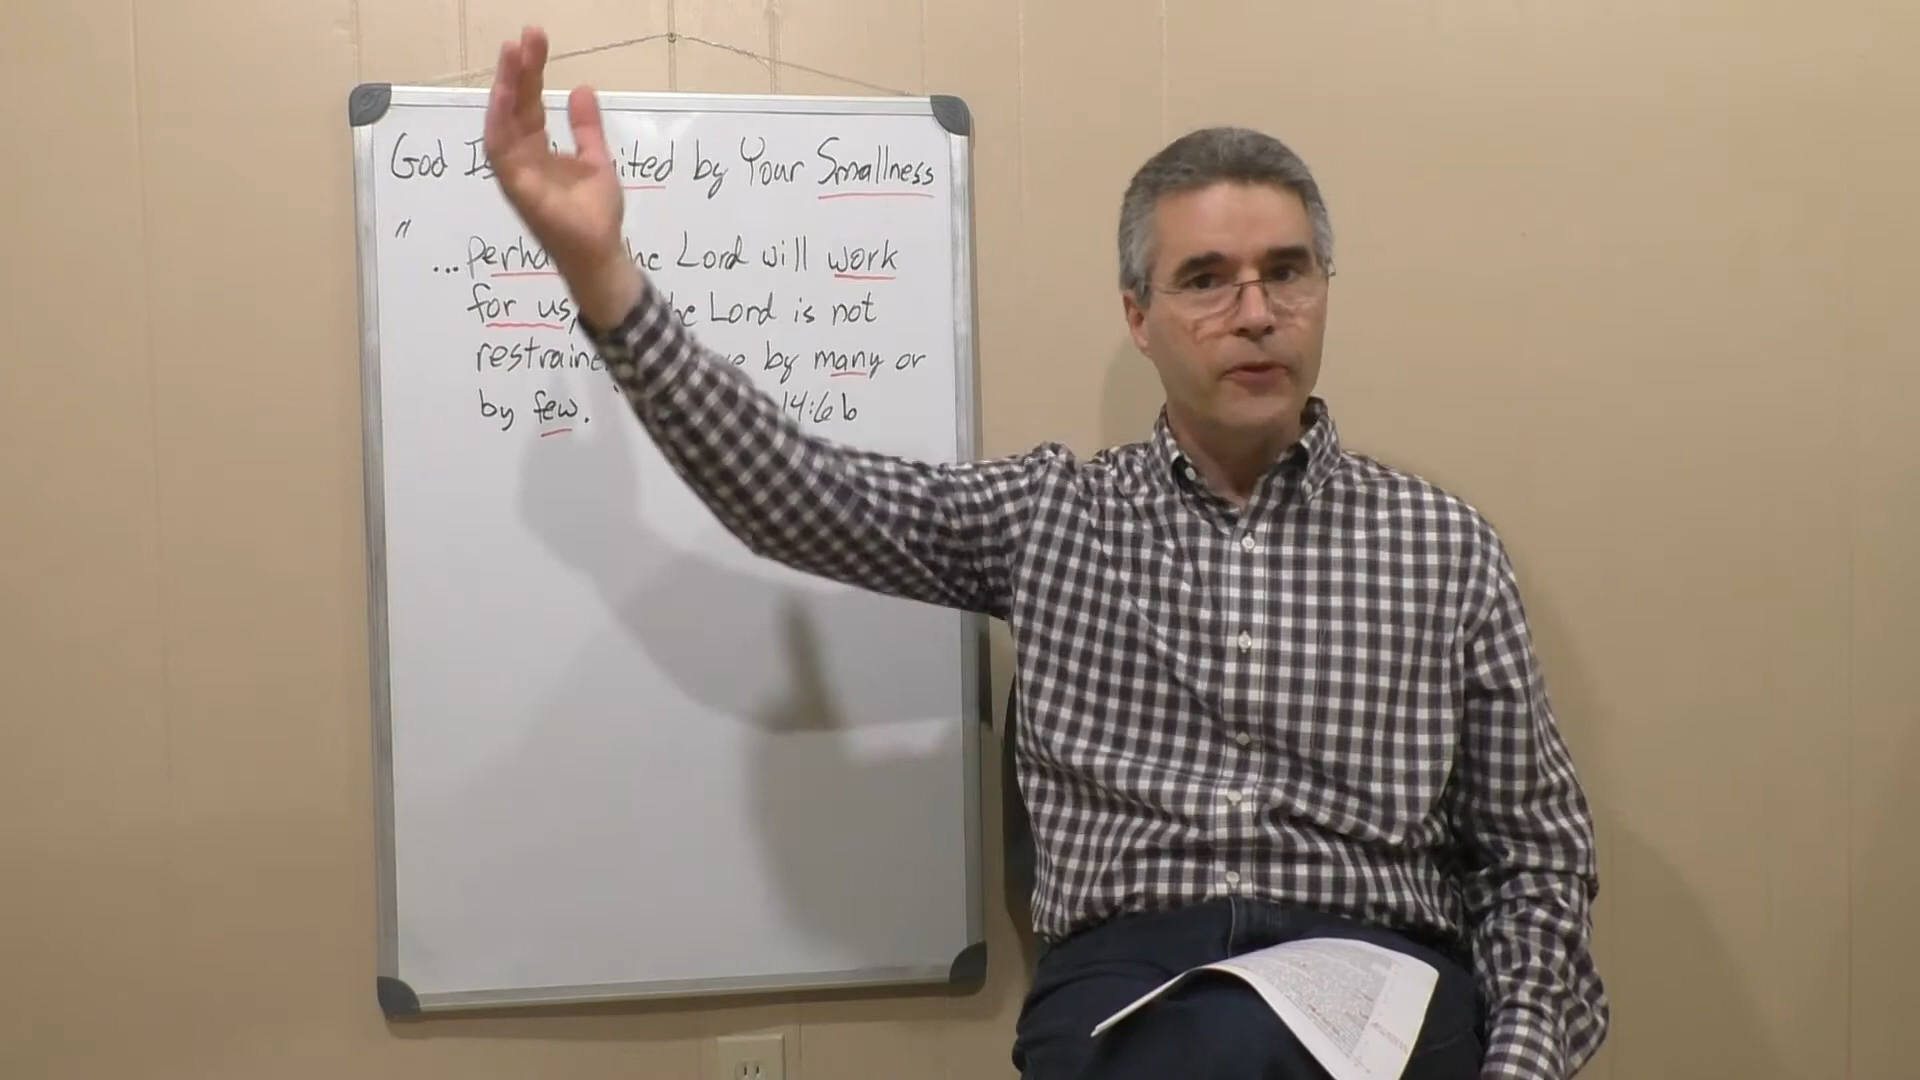 God Is ited by Your Smallness
"
...perha he Lord will work
for us, he Lord is not
restraine by many or
by few." 14:6b